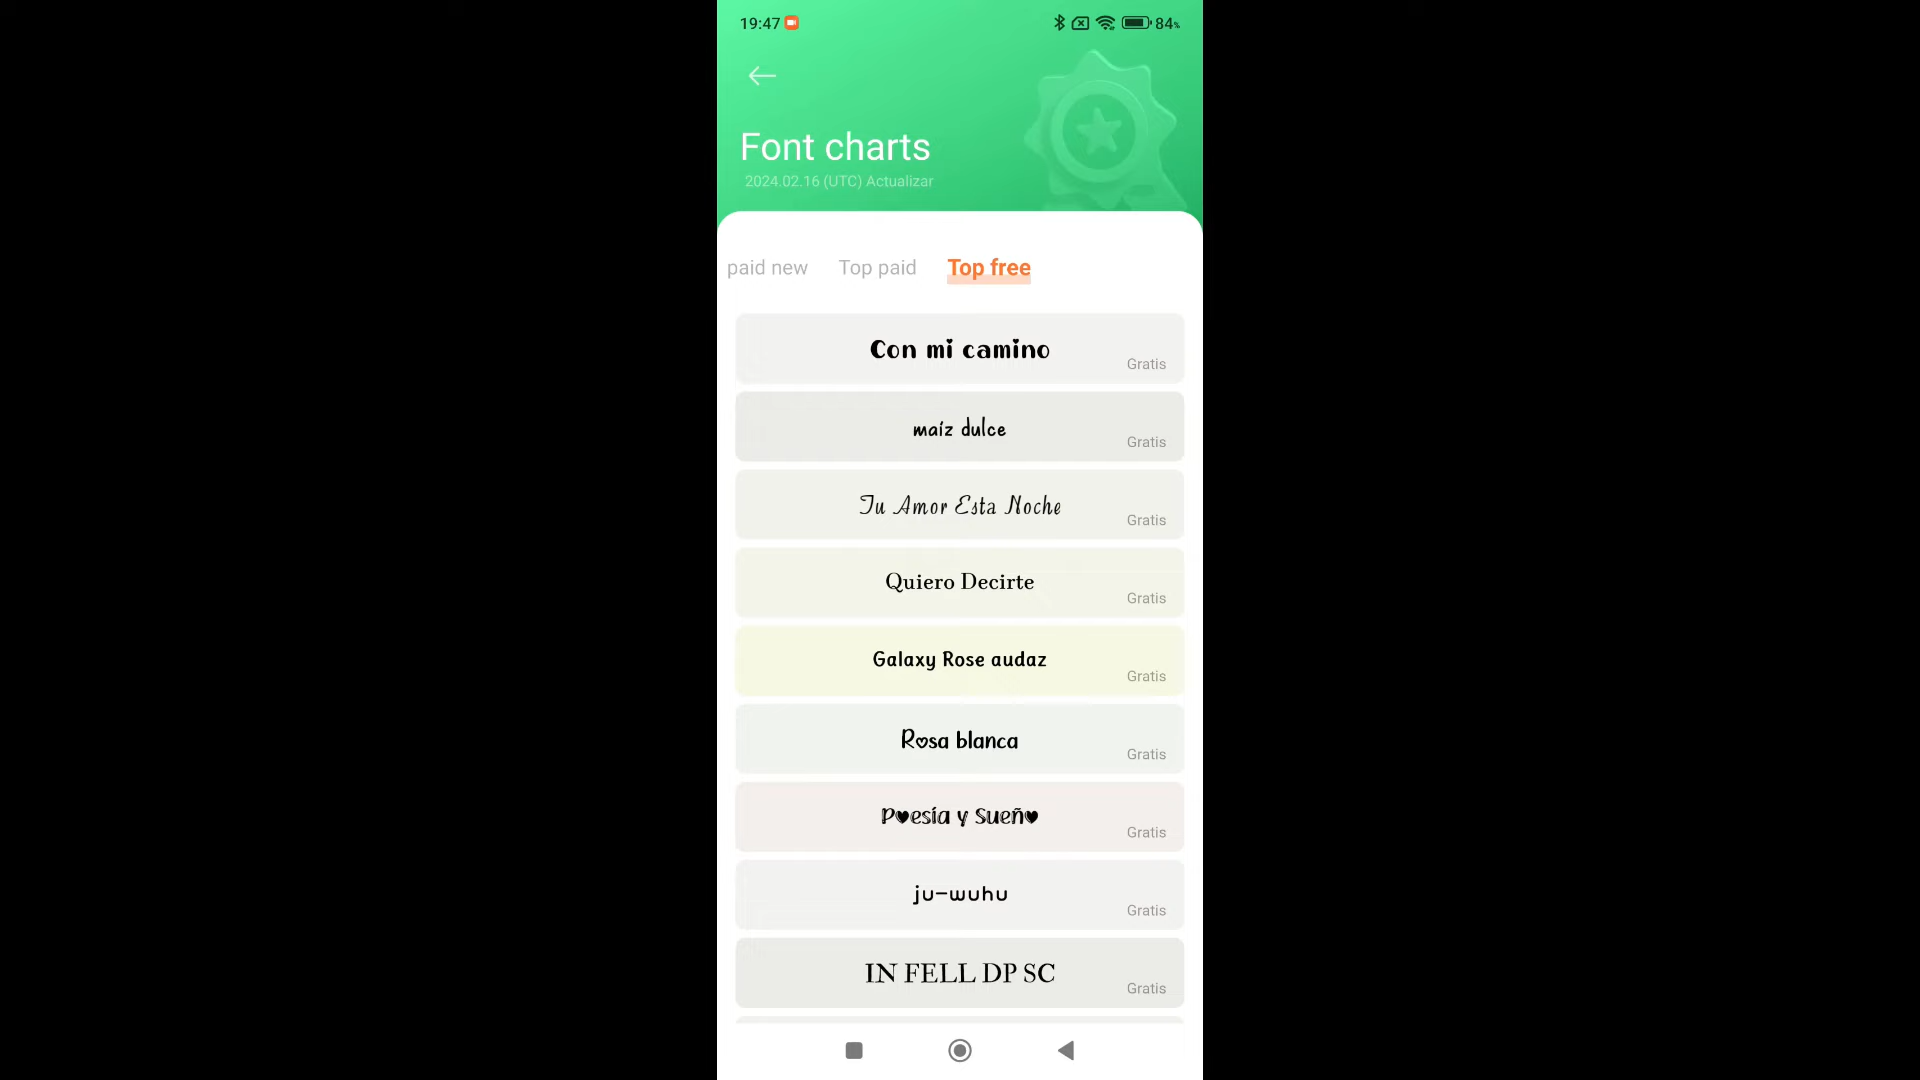 19:47 84%
Font charts
2024.02.16 (UTC) Actualizar
paid new Top paid Top free
Con mi camino
Gratis
maíz dulce
Gratis
Tu Amor Esta Noche
Gratis
Quiero Decirte
Gratis
Galaxy Rose audaz
Gratis
Rosa blanca
Gratis
Poesía y Sueño
Gratis
ju-wuhu
Gratis
IN FELL DP SC
Gratis